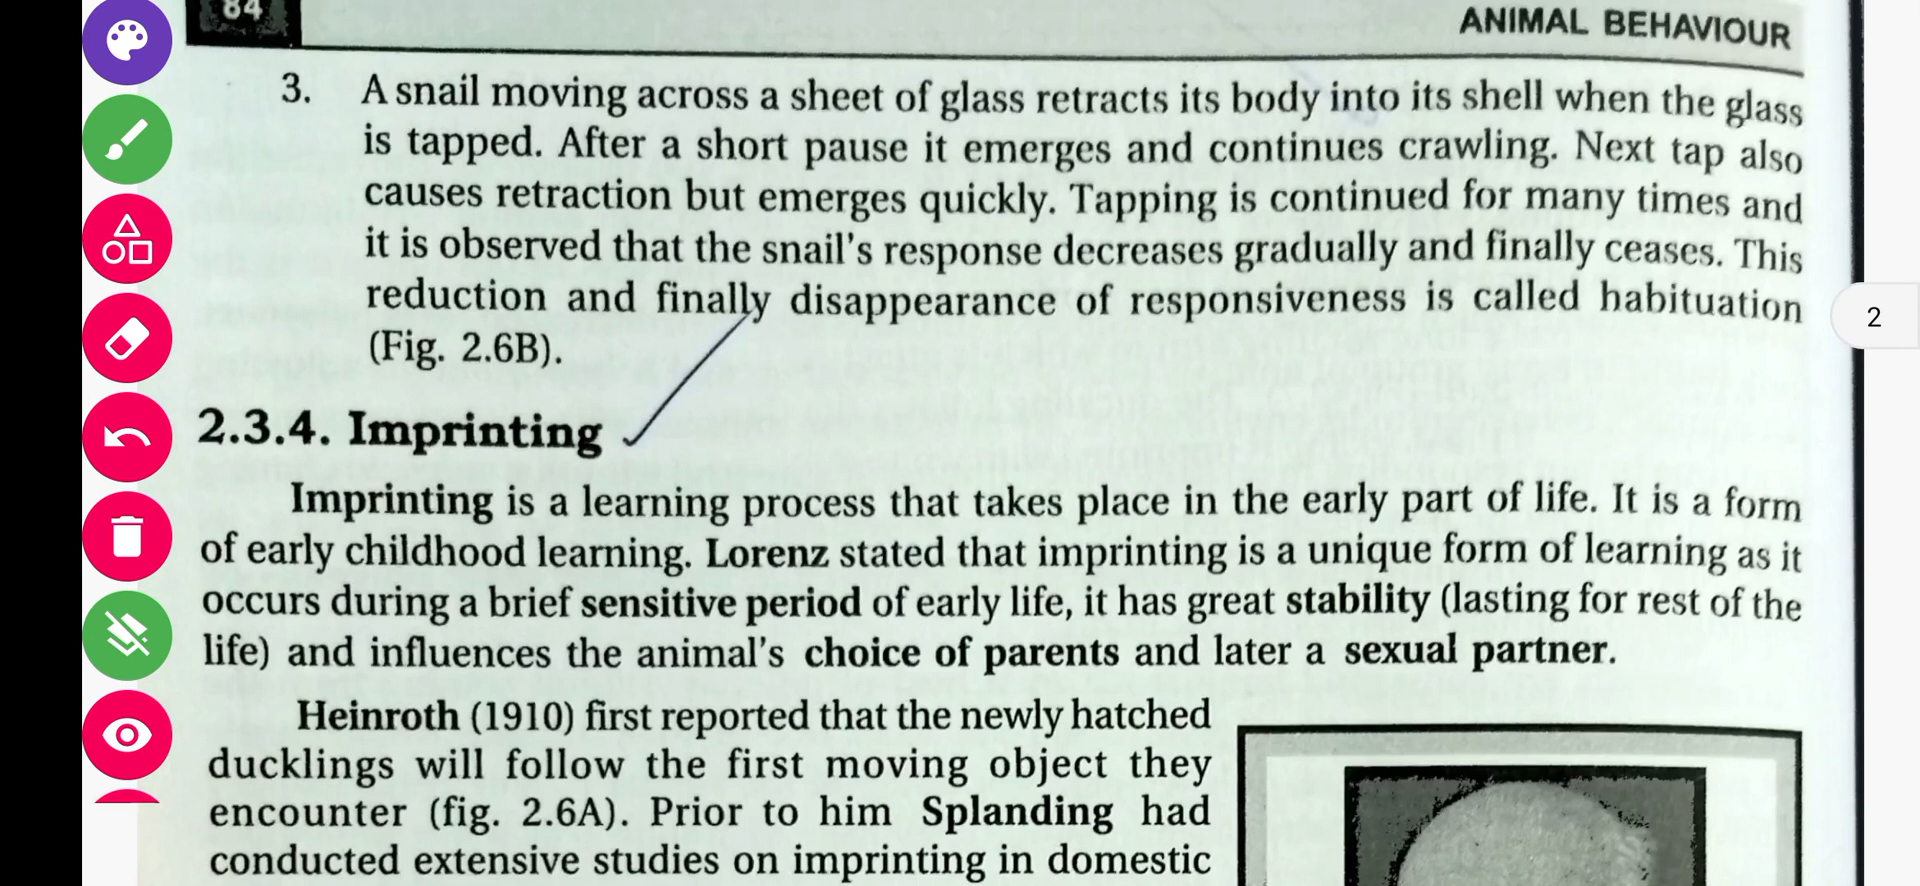 84
ANIMAL BEHAVIOUR
3. A snail moving across a sheet of glass retracts its body into its shell when the glass
is tapped. After a short pause it emerges and continues crawling. Next tap also
causes retraction but emerges quickly. Tapping is continued for many times and
it is observed that the snail's response decreases gradually and finally ceases. This
reduction and finally disappearance of responsiveness is called habituation
(Fig. 2.6B).
2.3.4. Imprinting
Imprinting is a learning process that takes place in the early part of life. It is a form
of early childhood learning. Lorenz stated that imprinting is a unique form of learning as it
occurs during a brief sensitive period of early life, it has great stability (lasting for rest of the
life) and influences the animal's choice of parents and later a sexual partner.
Heinroth (1910) first reported that the newly hatched
ducklings will follow the first moving object they
encounter (fig. 2.6A). Prior to him Splanding had
conducted extensive studies on imprinting in domestic
2